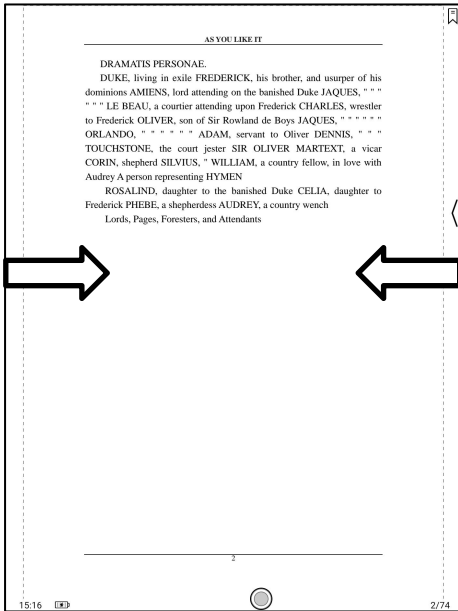 AS YOU LIKE IT
DRAMATIS PERSONAE.
DUKE, living in exile FREDERICK, his brother, and usurper of his
dominions AMIENS, lord attending on the banished Duke JAQUES, " " "
" " " LE BEAU, a courtier attending upon Frederick CHARLES, wrestler
to Frederick OLIVER, son of Sir Rowland de Boys JAQUES, " " " " " "
ORLANDO, " " " " " " ADAM, servant to Oliver DENNIS, " " "
TOUCHSTONE, the court jester SIR OLIVER MARTEXT, a vicar
CORIN, shepherd SILVIUS, " WILLIAM, a country fellow, in love with
Audrey A person representing HYMEN
ROSALIND, daughter to the banished Duke CELIA, daughter to
Frederick PHEBE, a shepherdess AUDREY, a country wench
Lords, Pages, Foresters, and Attendants
2
15:16
2/74